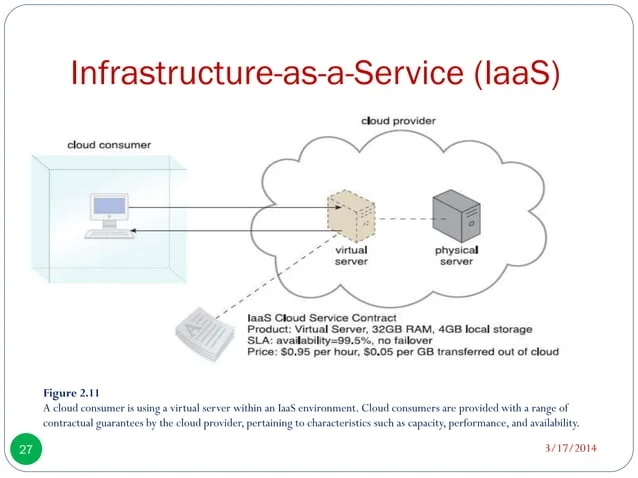 Infrastructure-as-a-Service (IaaS)
cloud provider
cloud consumer
virtual
server
physical
server
IaaS Cloud Service Contract
Product: Virtual Server, 32GB RAM, 4GB local storage
SLA: availability=99.5%, no failover
Price: $0.95 per hour, $0.05 per GB transferred out of cloud
Figure 2.11
A cloud consumer is using a virtual server within an IaaS environment. Cloud consumers are provided with a range of
contractual guarantees by the cloud provider, pertaining to characteristics such as capacity, performance, and availability.
27
3/17/2014